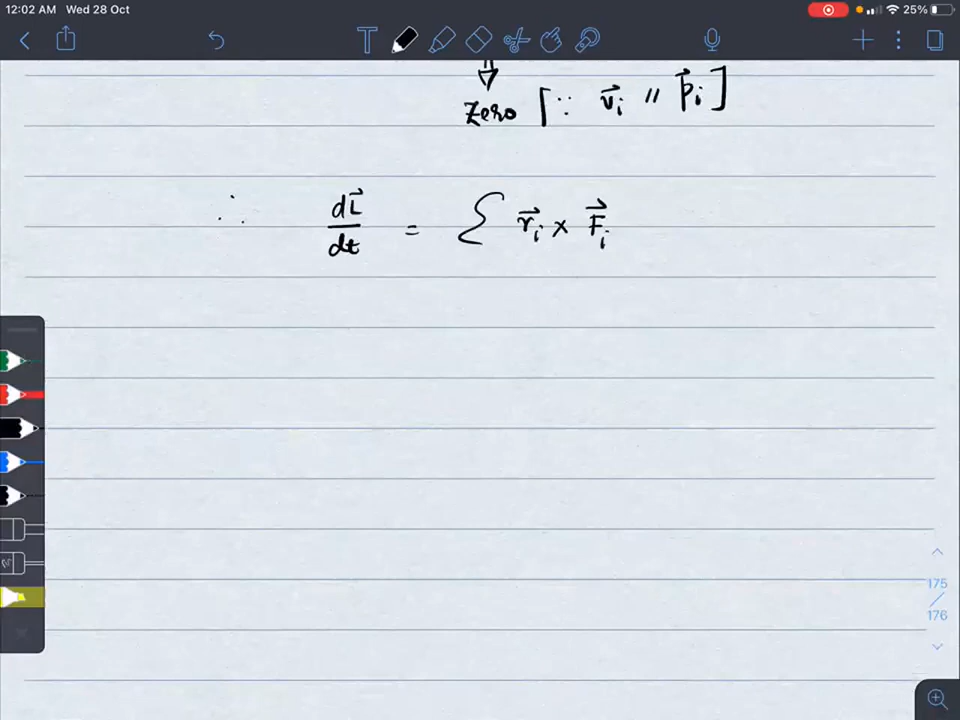 12:02 AM Wed 28 Oct 25%
T
Zero [∵ v⃗ᵢ // p⃗ᵢ]
∴ dL⃗/dt = Σ r⃗ᵢ × F⃗ᵢ
175
/
176